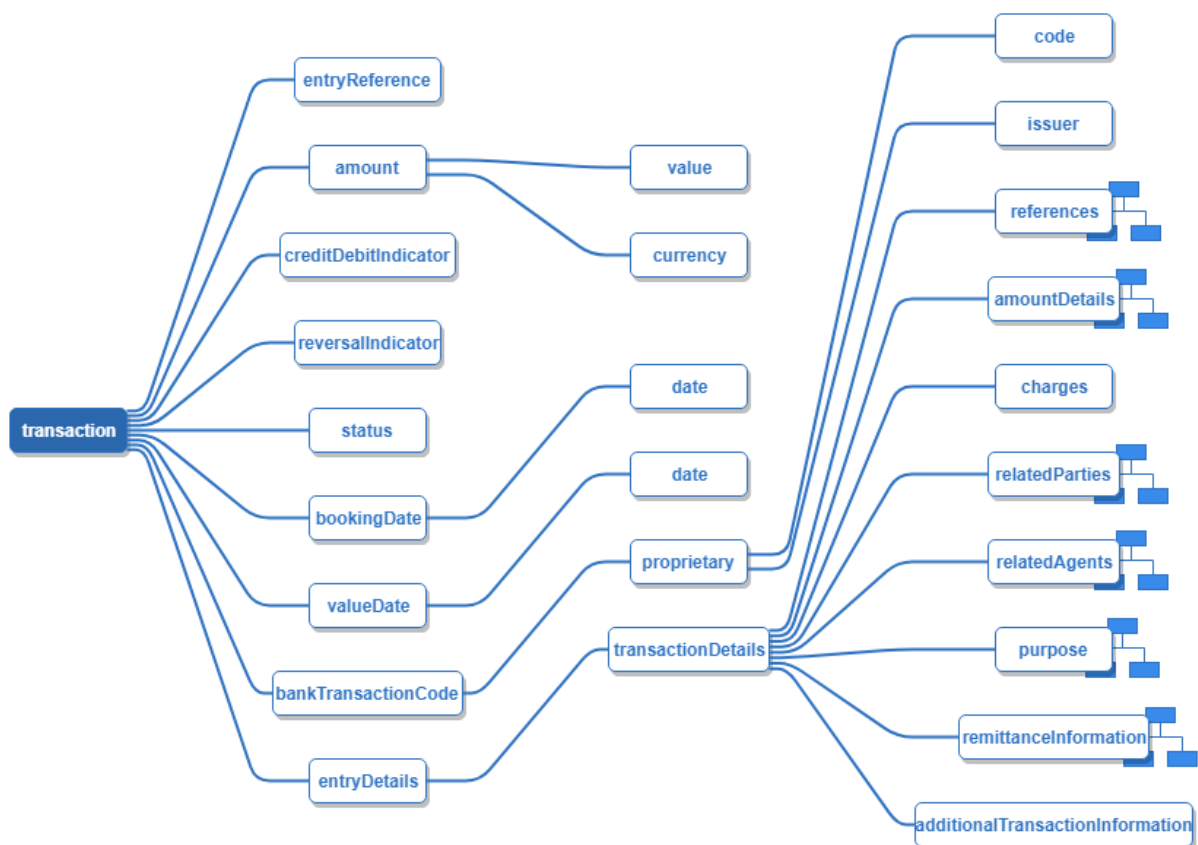 transaction
entryReference
amount
creditDebitIndicator
reversalIndicator
status
bookingDate
valueDate
bankTransactionCode
entryDetails
value
currency
date
date
proprietary
transactionDetails
code
issuer
references
amountDetails
charges
relatedParties
relatedAgents
purpose
remittanceInformation
additionalTransactionInformation